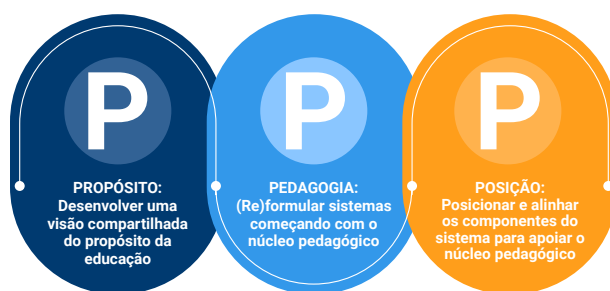 P
PROPÓSITO:
Desenvolver uma
visão compartilhada
do propósito da
educação
P
PEDAGOGIA:
(Re)formular sistemas
começando com o
núcleo pedagógico
P
POSIÇÃO:
Posicionar e alinhar
os componentes do
sistema para apoiar o
núcleo pedagógico